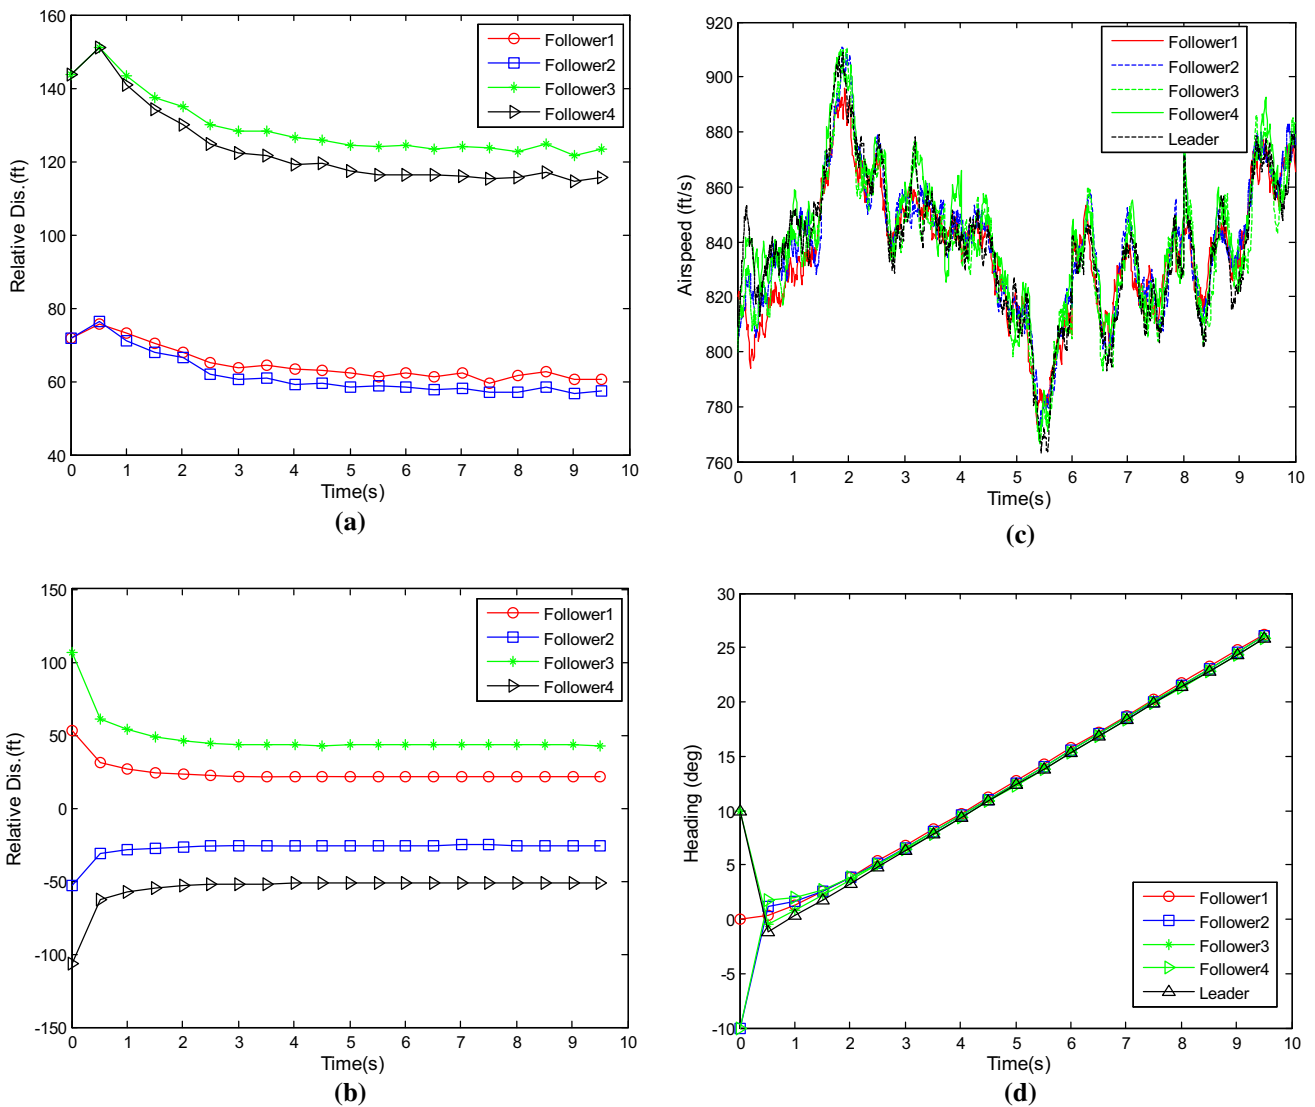 160
140
120
100
80
60
40
Relative Dis.(ft)
0 1 2 3 4 5 6 7 8 9 10
Time(s)
Follower1
Follower2
Follower3
Follower4
(a)
920
900
880
860
840
820
800
780
760
Airspeed (ft/s)
0 1 2 3 4 5 6 7 8 9 10
Time(s)
Follower1
Follower2
Follower3
Follower4
Leader
(c)
150
100
50
0
-50
-100
-150
Relative Dis.(ft)
0 1 2 3 4 5 6 7 8 9 10
Time(s)
Follower1
Follower2
Follower3
Follower4
(b)
30
25
20
15
10
5
0
-5
-10
Heading (deg)
0 1 2 3 4 5 6 7 8 9 10
Time(s)
Follower1
Follower2
Follower3
Follower4
Leader
(d)